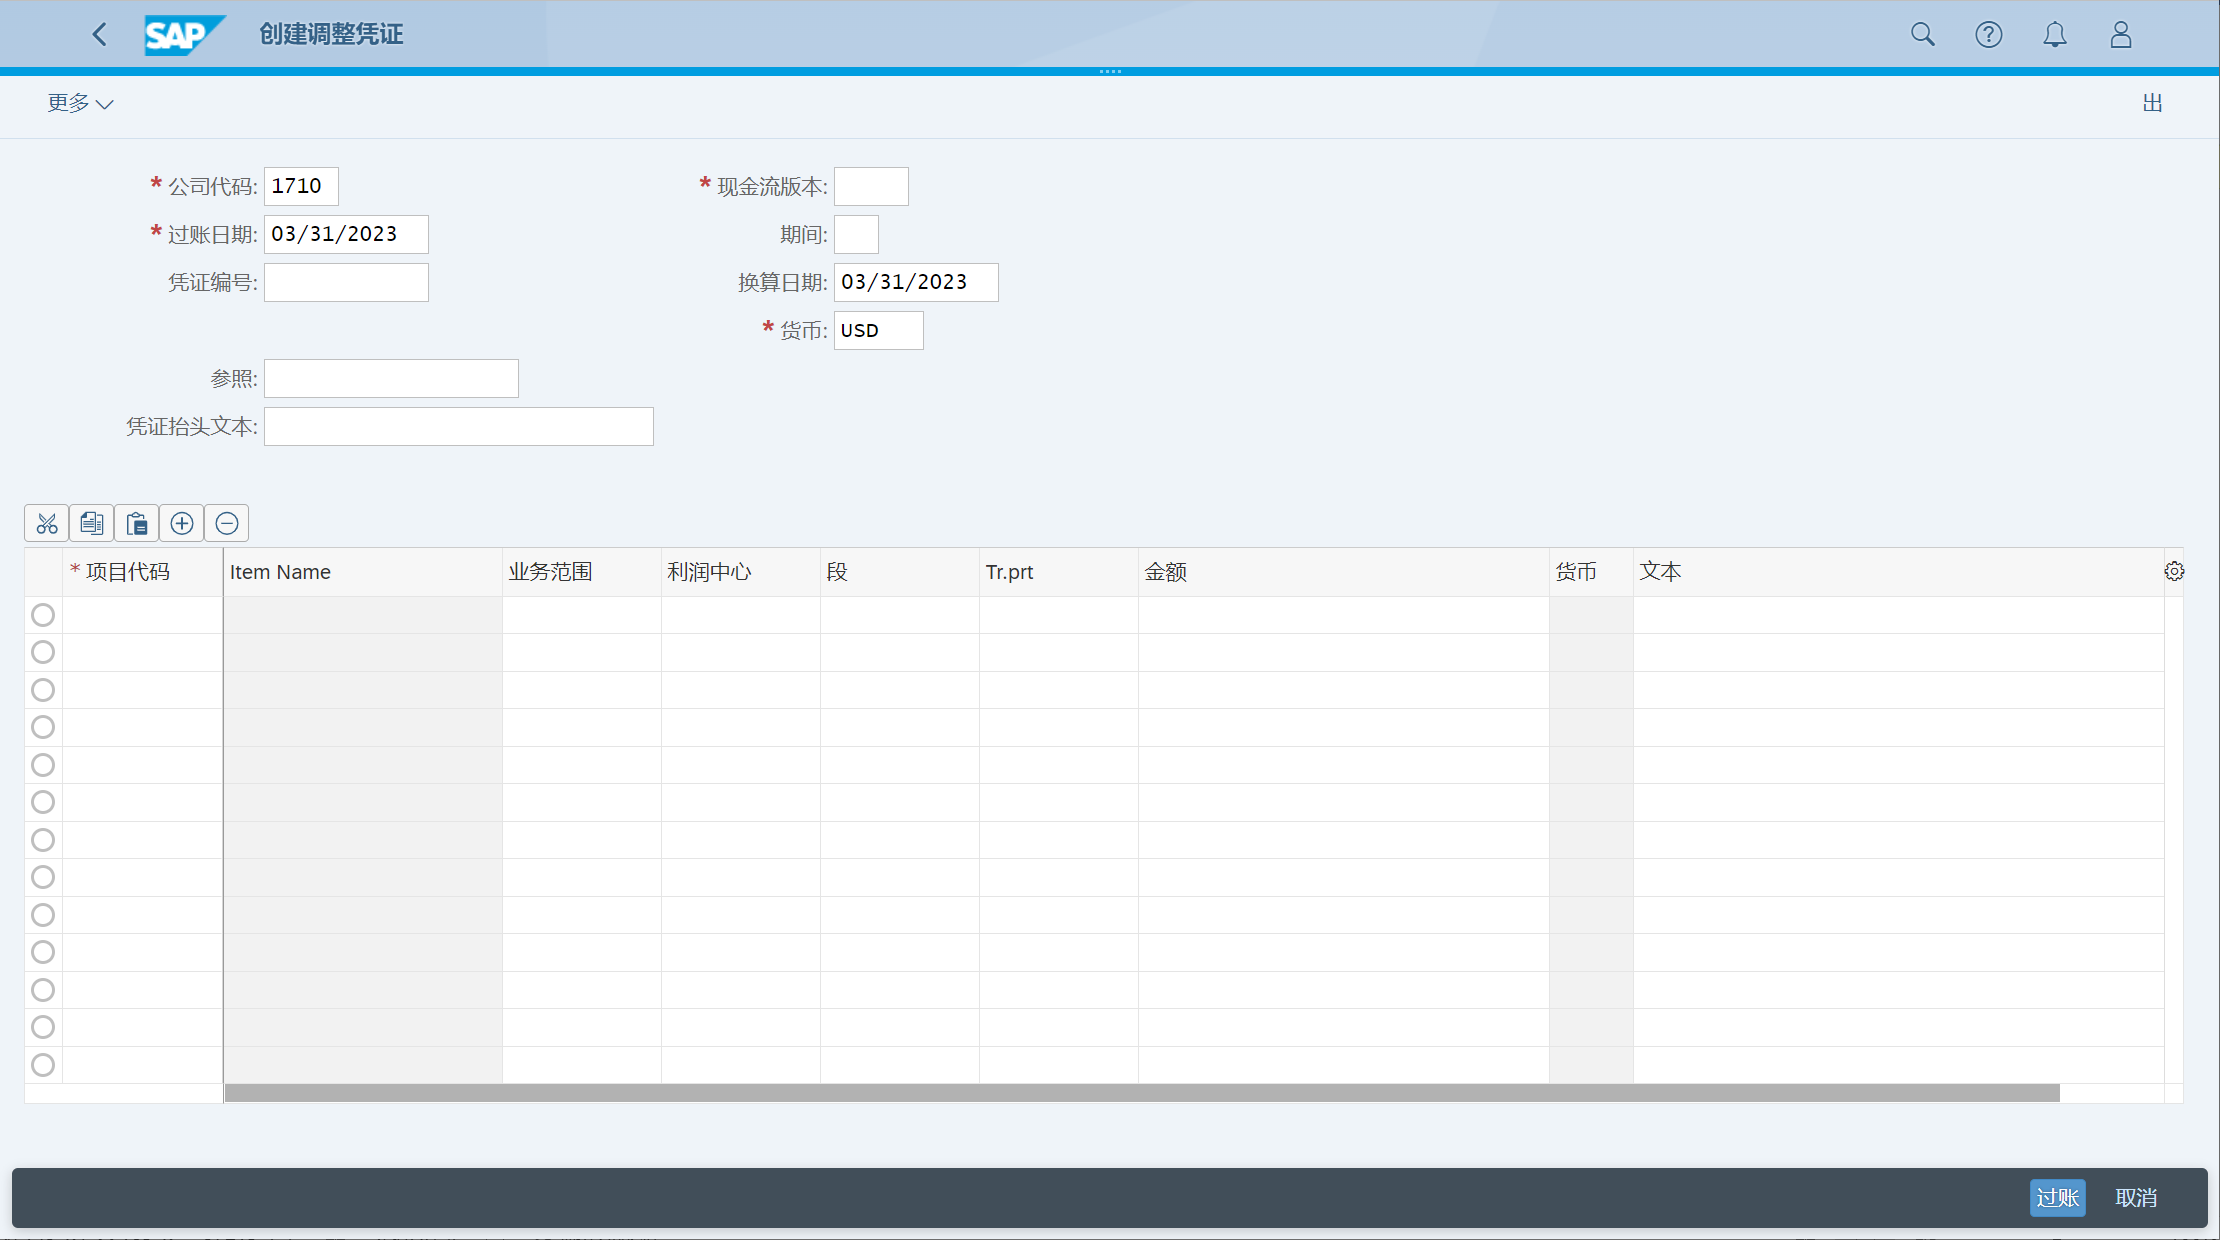 SAP 创建调整凭证
更多
出
* 公司代码: 1710
* 现金流版本:
* 过账日期: 03/31/2023
期间:
凭证编号:
换算日期: 03/31/2023
* 货币: USD
参照:
凭证抬头文本:
* 项目代码 Item Name 业务范围 利润中心 段 Tr.prt 金额 货币 文本
过账 取消